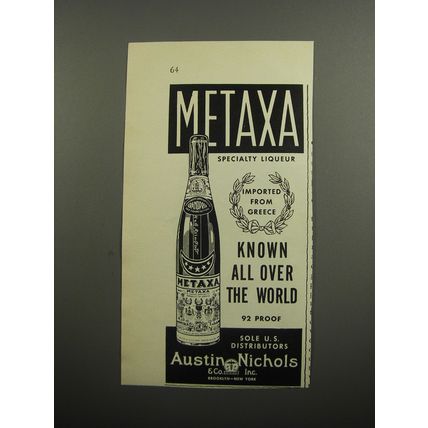 64
METAXA
SPECIALTY LIQUEUR
IMPORTED
FROM
GREECE
KNOWN
ALL OVER
THE WORLD
92 PROOF
METAXA
METAXA
SOLE U.S.
DISTRIBUTORS
Austin Nichols
& Co. Inc.
BROOKLYN–NEW YORK